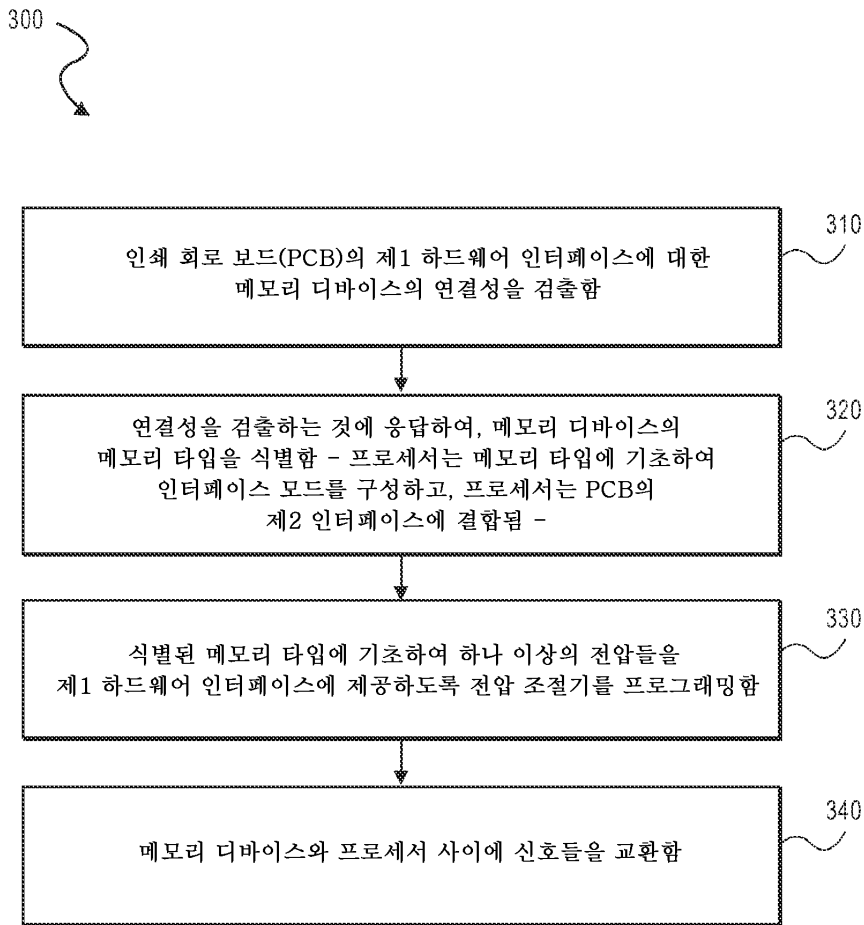 300
310
인쇄 회로 보드(PCB)의 제1 하드웨어 인터페이스에 대한
메모리 디바이스의 연결성을 검출함
320
연결성을 검출하는 것에 응답하여, 메모리 디바이스의
메모리 타입을 식별함 - 프로세서는 메모리 타입에 기초하여
인터페이스 모드를 구성하고, 프로세서는 PCB의
제2 인터페이스에 결합됨 -
330
식별된 메모리 타입에 기초하여 하나 이상의 전압들을
제1 하드웨어 인터페이스에 제공하도록 전압 조절기를 프로그래밍함
340
메모리 디바이스와 프로세서 사이에 신호들을 교환함